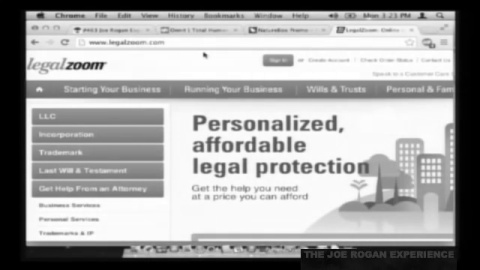 Chrome File Edit View History Bookmarks Window Help Mon 3:23 PM
www.legalzoom.com
legalzoom
Sign In or Create Account | Check Order Status | Contact Us
Speak to a Customer Care
Starting Your Business Running Your Business Wills & Trusts Personal & Fam
LLC
Incorporation
Trademark
Last Will & Testament
Get Help From an Attorney
Business Services
Personal Services
Trademarks & IP
Personalized,
affordable
legal protection
Get the help you need
at a price you can afford
THE JOE ROGAN EXPERIENCE